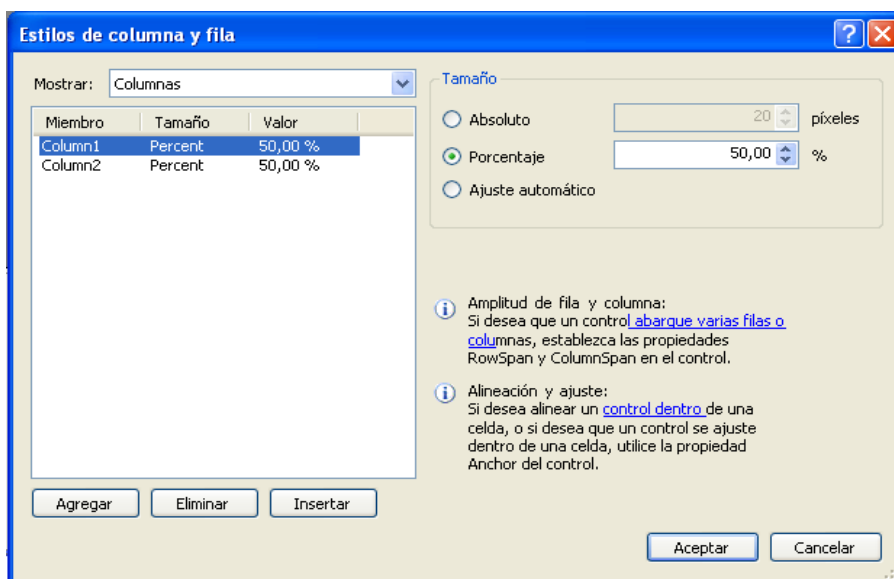 Estilos de columna y fila
Mostrar: Columnas
Miembro Tamaño Valor
Column1 Percent 50,00 %
Column2 Percent 50,00 %
Agregar Eliminar Insertar
Tamaño
Absoluto 20 píxeles
Porcentaje 50,00 %
Ajuste automático
Amplitud de fila y columna:
Si desea que un control abarque varias filas o
columnas, establezca las propiedades
RowSpan y ColumnSpan en el control.
Alineación y ajuste:
Si desea alinear un control dentro de una
celda, o si desea que un control se ajuste
dentro de una celda, utilice la propiedad
Anchor del control.
Aceptar Cancelar